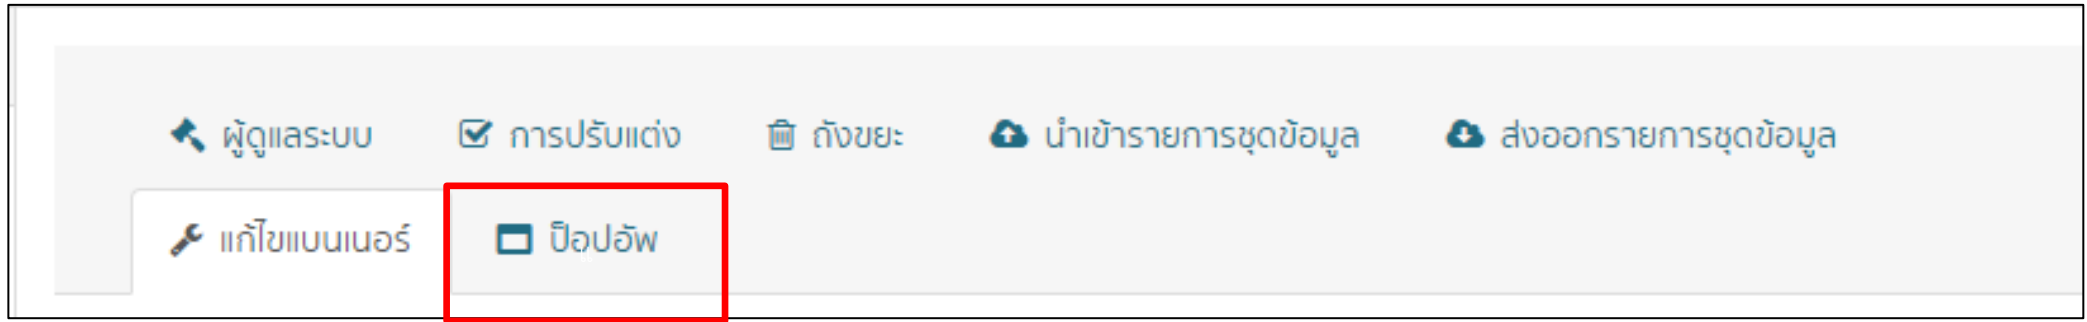 ผู้ดูแลระบบ การปรับแต่ง ถังขยะ นำเข้ารายการชุดข้อมูล ส่งออกรายการชุดข้อมูล
แก้ไขแบนเนอร์ ป็อปอัพ